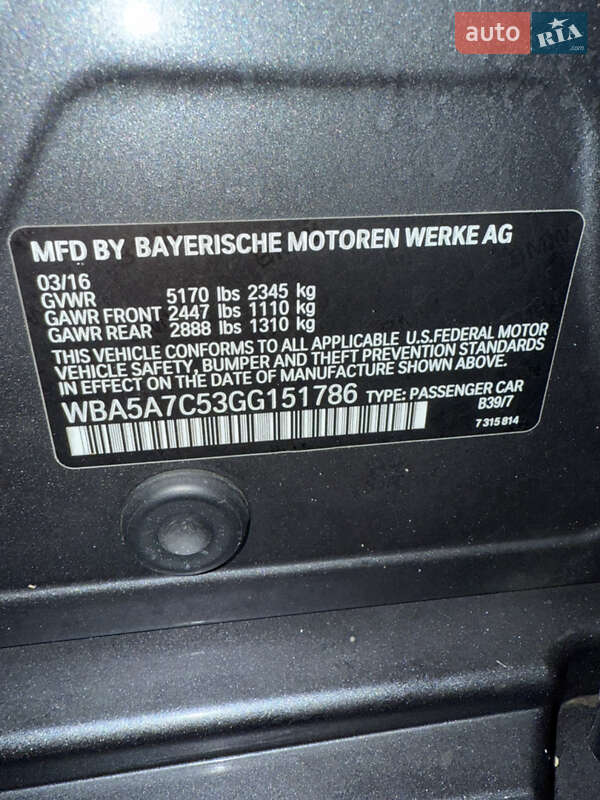 auto RIA .com
MFD BY BAYERISCHE MOTOREN WERKE AG
03/16
GVWR 5170 lbs 2345 kg
GAWR FRONT 2447 lbs 1110 kg
GAWR REAR 2888 lbs 1310 kg
THIS VEHICLE CONFORMS TO ALL APPLICABLE U.S.FEDERAL MOTOR
VEHICLE SAFETY, BUMPER AND THEFT PREVENTION STANDARDS
IN EFFECT ON THE DATE OF MANUFACTURE SHOWN ABOVE.
WBA5A7C53GG151786 TYPE: PASSENGER CAR
B39/7
7 315 814